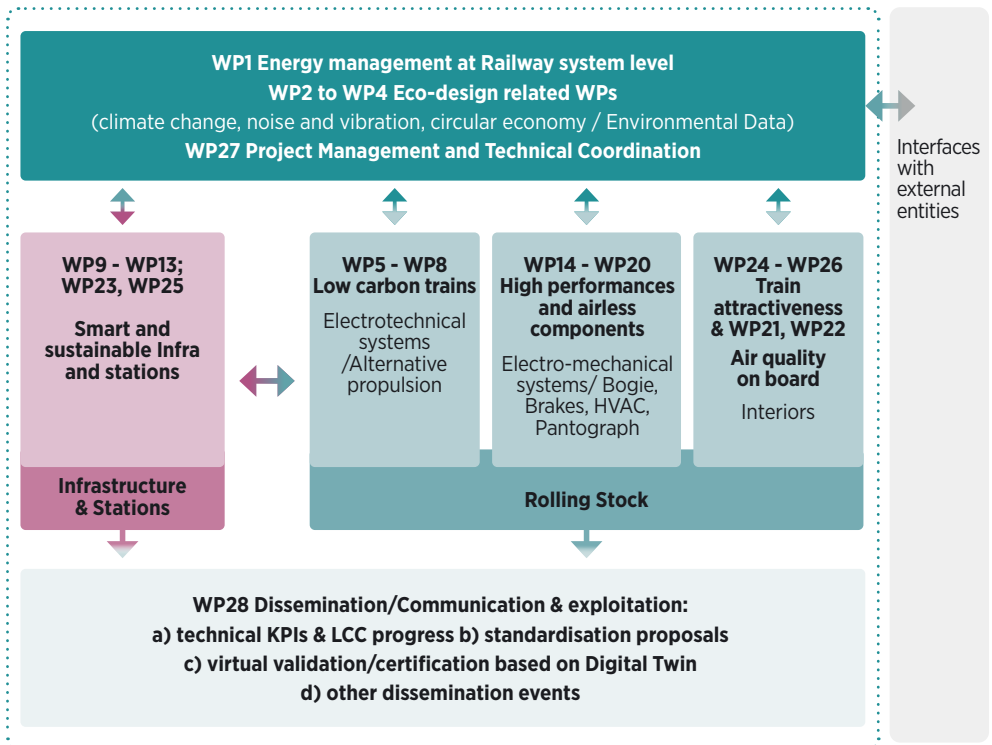 WP1 Energy management at Railway system level
WP2 to WP4 Eco-design related WPs
(climate change, noise and vibration, circular economy / Environmental Data)
WP27 Project Management and Technical Coordination
Interfaces
with
external
entities
WP9 - WP13;
WP23, WP25
Smart and
sustainable Infra
and stations
Infrastructure
& Stations
WP5 - WP8
Low carbon trains
Electrotechnical
systems
/Alternative
propulsion
WP14 - WP20
High performances
and airless
components
Electro-mechanical
systems/ Bogie,
Brakes, HVAC,
Pantograph
WP24 - WP26
Train
attractiveness
& WP21, WP22
Air quality
on board
Interiors
Rolling Stock
WP28 Dissemination/Communication & exploitation:
a) technical KPIs & LCC progress b) standardisation proposals
c) virtual validation/certification based on Digital Twin
d) other dissemination events